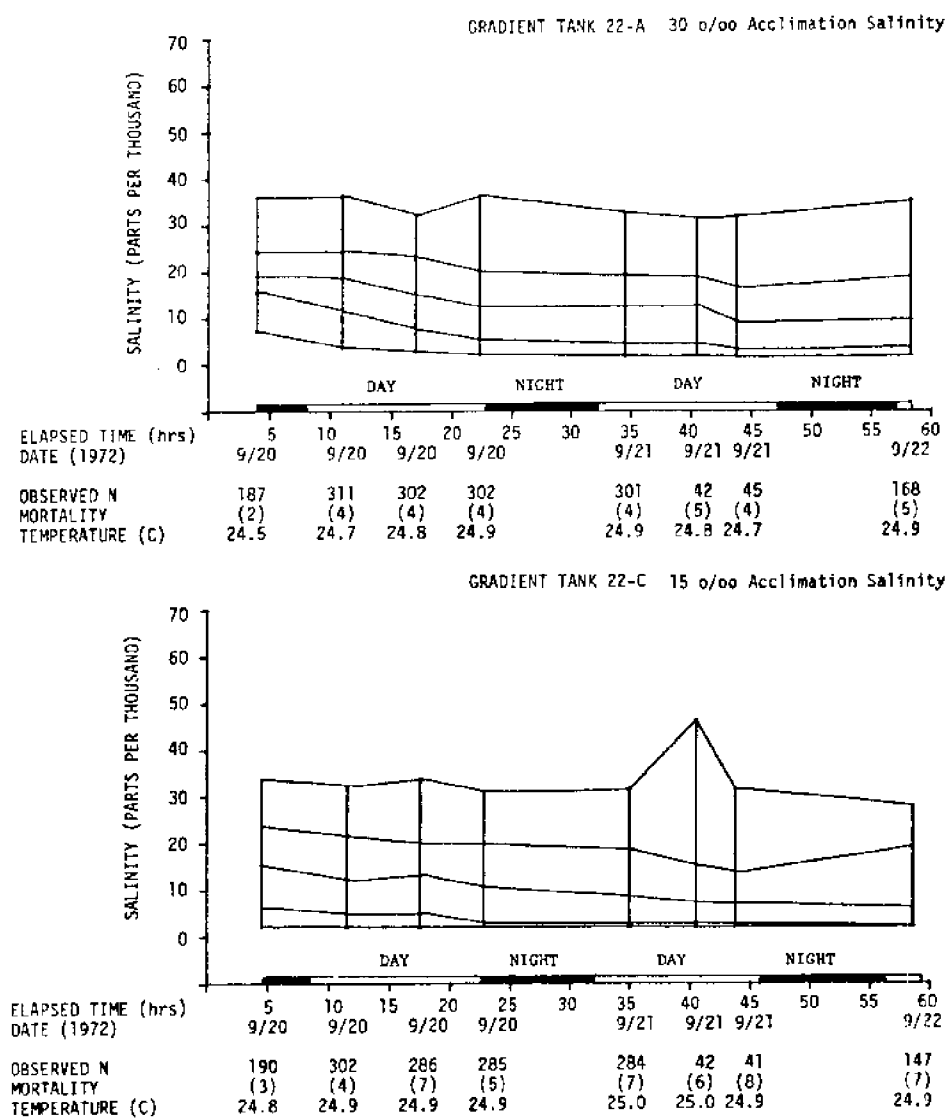 GRADIENT TANK 22-A 30 o/oo Acclimation Salinity
SALINITY (PARTS PER THOUSAND)
70
60
50
40
30
20
10
0
DAY NIGHT DAY NIGHT
ELAPSED TIME (hrs) 5 10 15 20 25 30 35 40 45 50 55 60
DATE (1972) 9/20 9/20 9/20 9/20 9/21 9/21 9/21 9/22
OBSERVED N 187 311 302 302 301 42 45 168
MORTALITY (2) (4) (4) (4) (4) (5) (4) (5)
TEMPERATURE (C) 24.5 24.7 24.8 24.9 24.9 24.8 24.7 24.9
GRADIENT TANK 22-C 15 o/oo Acclimation Salinity
SALINITY (PARTS PER THOUSAND)
70
60
50
40
30
20
10
0
DAY NIGHT DAY NIGHT
ELAPSED TIME (hrs) 5 10 15 20 25 30 35 40 45 50 55 60
DATE (1972) 9/20 9/20 9/20 9/20 9/21 9/21 9/21 9/22
OBSERVED N 190 302 286 285 284 42 41 147
MORTALITY (3) (4) (7) (5) (7) (6) (8) (7)
TEMPERATURE (C) 24.8 24.9 24.9 24.9 25.0 25.0 24.9 24.9